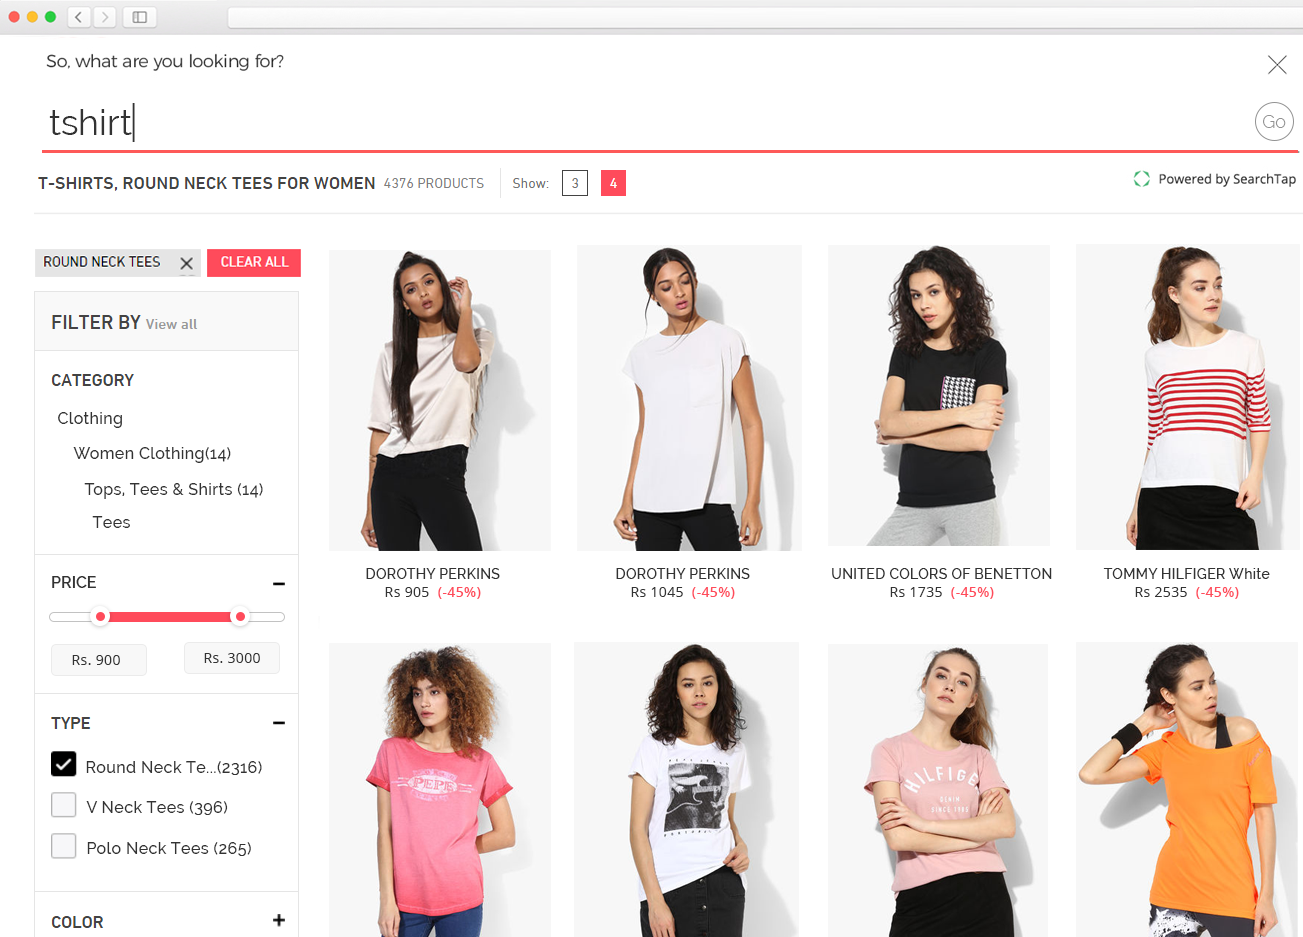 So, what are you looking for?
tshirt
Go
T-SHIRTS, ROUND NECK TEES FOR WOMEN 4376 PRODUCTS Show: 3 4
Powered by SearchTap
ROUND NECK TEES CLEAR ALL
FILTER BY View all
CATEGORY
Clothing
Women Clothing(14)
Tops, Tees & Shirts (14)
Tees
PRICE
Rs. 900 Rs. 3000
TYPE
Round Neck Te...(2316)
V Neck Tees (396)
Polo Neck Tees (265)
COLOR
DOROTHY PERKINS
Rs 905 (-45%)
DOROTHY PERKINS
Rs 1045 (-45%)
UNITED COLORS OF BENETTON
Rs 1735 (-45%)
TOMMY HILFIGER White
Rs 2535 (-45%)
PEPE
HILFIGE
DENIM